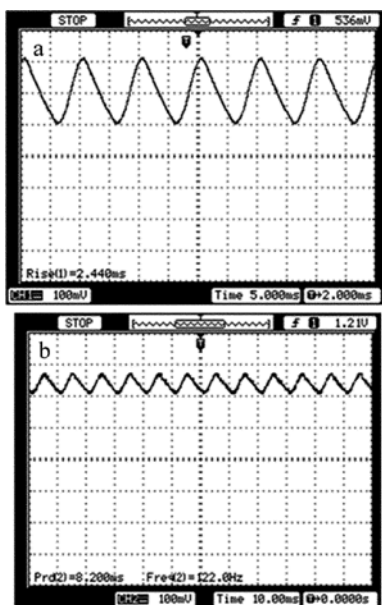 STOP 536mV
a
Rise(1)=2.440ms
CH1 100mV Time 5.000ms +2.000ms
STOP 1.21V
b
Prd(2)=8.200ms Freq(2)=122.0Hz
CH2 100mV Time 10.00ms +0.0000s